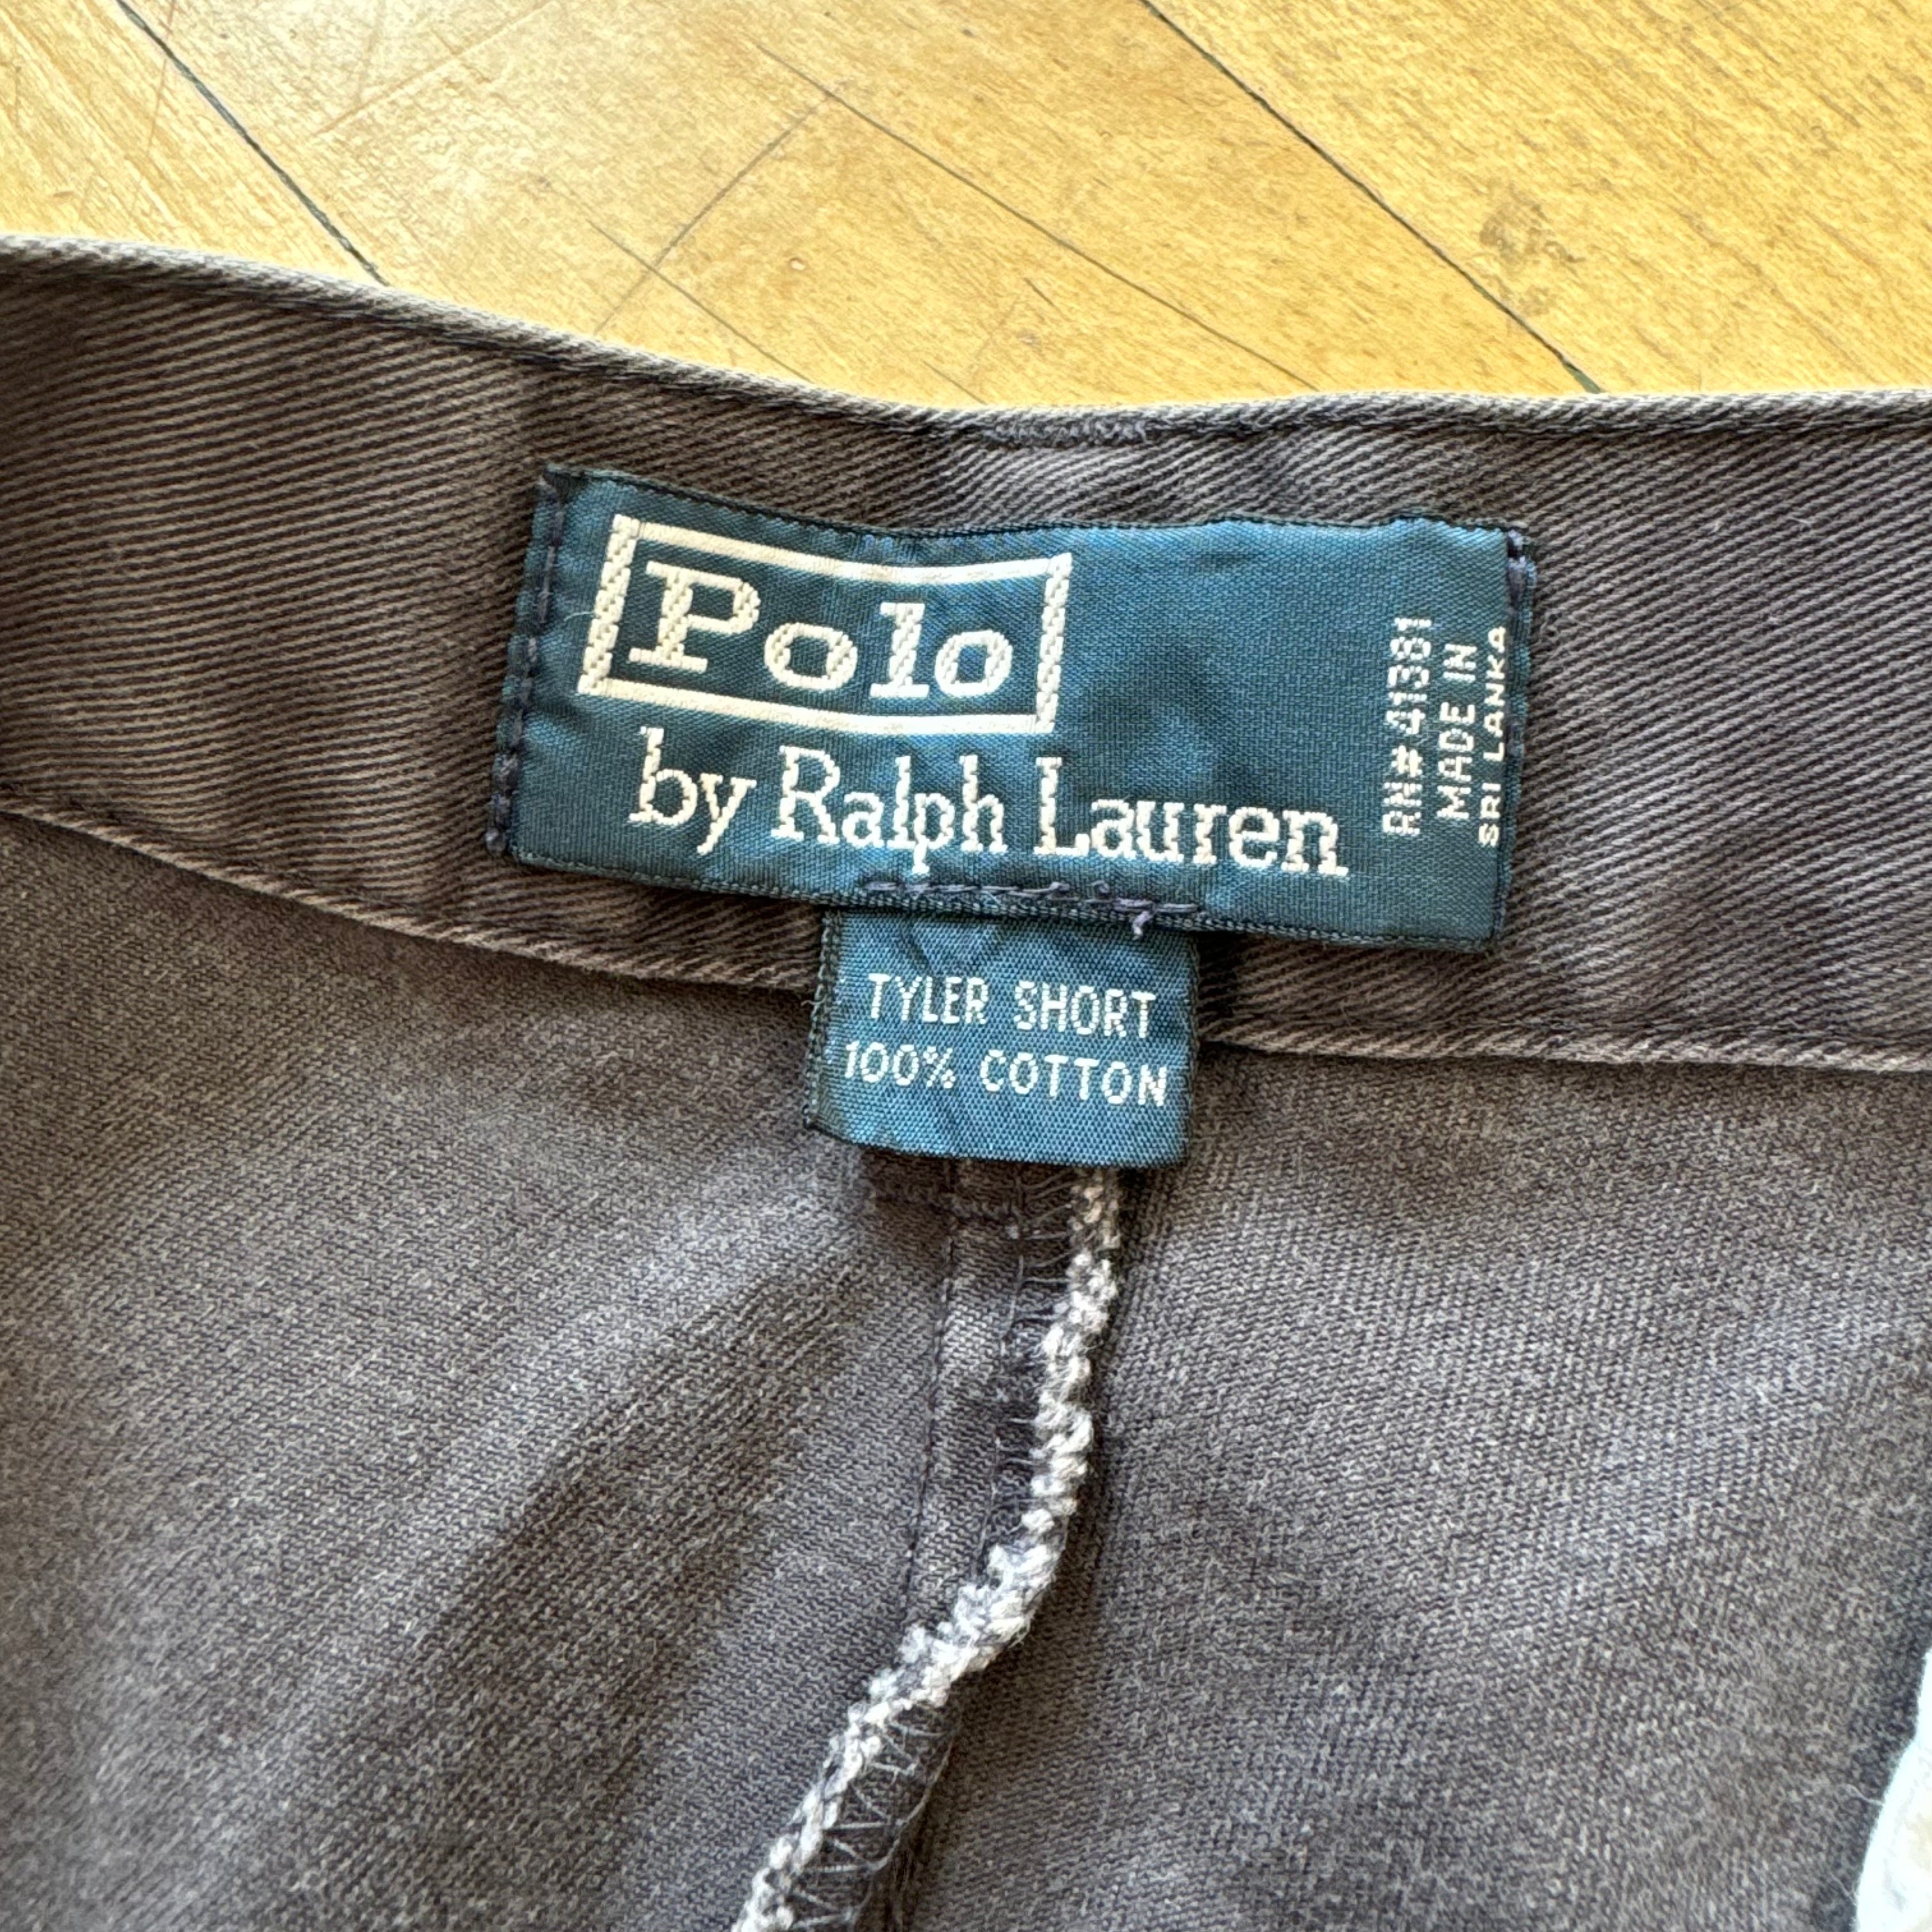 Polo
by Ralph Lauren
RN#41381
MADE IN
SRI LANKA
TYLER SHORT
100% COTTON